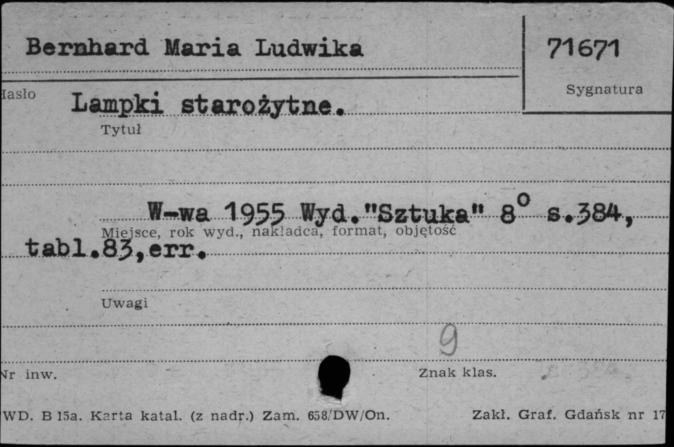 Bernhard Maria Ludwika 71671
Hasło Sygnatura
Lampki starożytne.
Tytuł
W-wa 1955 Wyd."Sztuka" 8° s.384,
Miejsce, rok wyd., nakładca, format, objętość
tabl.83,err.
Uwagi
9
Nr inw. Znak klas.
WD. B 15a. Karta katal. (z nadr.) Zam. 658/DW/On. Zakł. Graf. Gdańsk nr 17